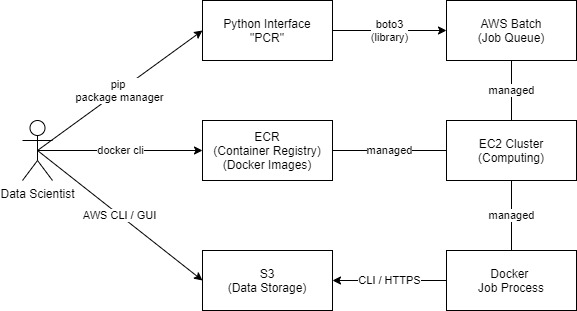 Python Interface
"PCR"
boto3
(library)
AWS Batch
(Job Queue)
pip
package manager
managed
Data Scientist
docker cli
ECR
(Container Registry)
(Docker Images)
managed
EC2 Cluster
(Computing)
AWS CLI / GUI
managed
S3
(Data Storage)
CLI / HTTPS
Docker
Job Process